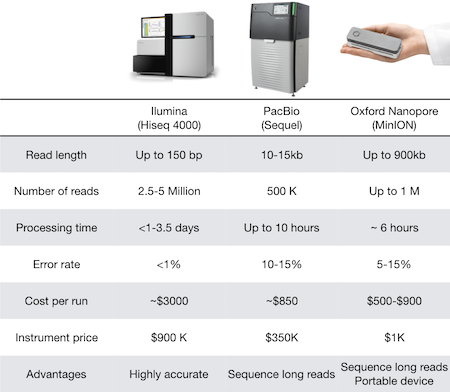 Ilumina
(Hiseq 4000)
PacBio
(Sequel)
Oxford Nanopore
(MinION)
Read length
Up to 150 bp
10-15kb
Up to 900kb
Number of reads
2.5-5 Million
500 K
Up to 1 M
Processing time
<1-3.5 days
Up to 10 hours
~ 6 hours
Error rate
<1%
10-15%
5-15%
Cost per run
~$3000
~$850
$500-$900
Instrument price
$900 K
$350K
$1K
Advantages
Highly accurate
Sequence long reads
Sequence long reads
Portable device